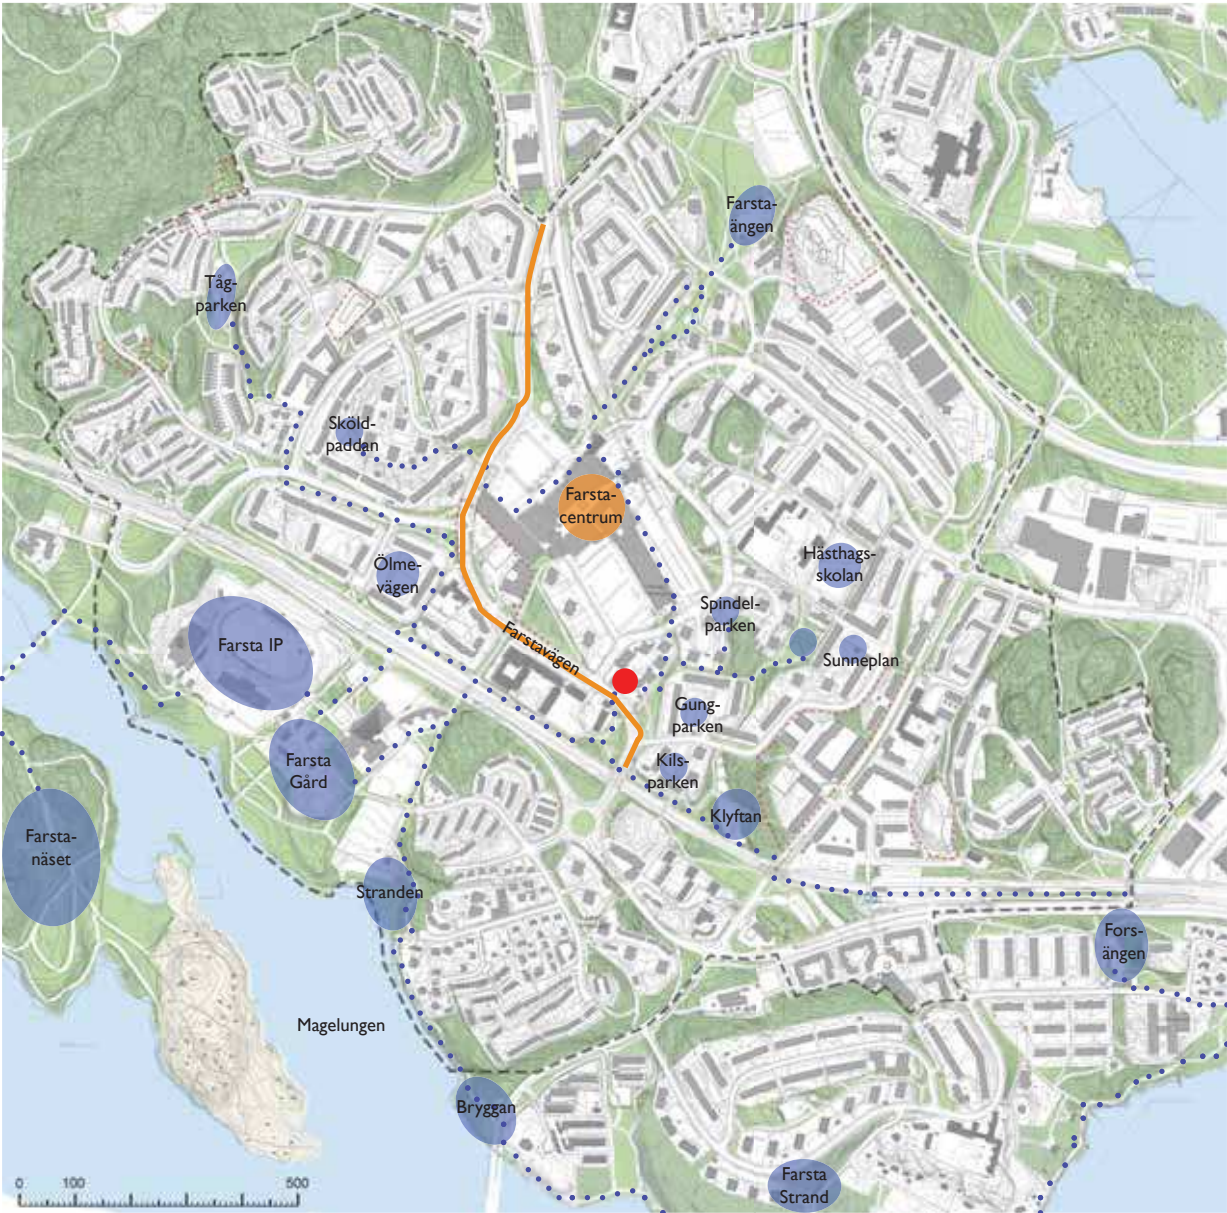 Farsta-
ängen
Tåg-
parken
Sköld-
paddan
Farsta-
centrum
Hästhags-
skolan
Ölme-
vägen
Spindel-
parken
Farstavägen
Farsta IP
Sunneplan
Gung-
parken
Kils-
parken
Farsta
Gård
Klyftan
Farsta-
näset
Stranden
Fors-
ängen
Magelungen
Bryggan
Farsta
Strand
0 100 500